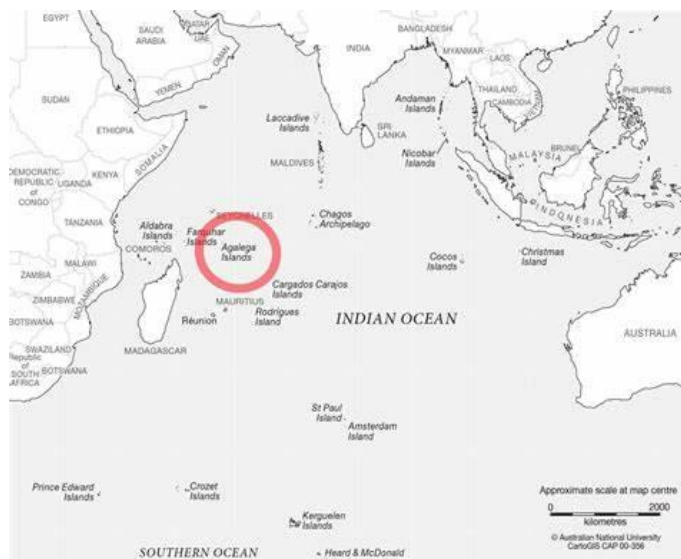 EGYPT
SAUDI
ARABIA
QATAR
UAE
OMAN
YEMEN
INDIA
BANGLADESH
MYANMAR
LAOS
THAILAND
CAMBODIA
VIETNAM
PHILIPPINES
SUDAN
ETHIOPIA
SOMALIA
Laccadive
Islands
MALDIVES
SRI
LANKA
Andaman
Islands
Nicobar
Islands
MALAYSIA
BRUNEI
INDONESIA
DEMOCRATIC
REPUBLIC
of
CONGO
UGANDA
KENYA
TANZANIA
SEYCHELLES
Aldabra
Islands
Farquhar
Islands
Agalega
Islands
Chagos
Archipelago
COMOROS
Cocos
Islands
Christmas
Island
ZAMBIA
MALAWI
ZIMBABWE
MOZAMBIQUE
BOTSWANA
Cargados Carajos
Islands
MAURITIUS
Réunion
Rodrigues
Island
INDIAN OCEAN
MADAGASCAR
AUSTRALIA
SWAZILAND
Republic
of
SOUTH
AFRICA
BOTSWANA
St Paul
Island
Amsterdam
Island
Prince Edward
Islands
Crozet
Islands
Kerguelen
Islands
SOUTHERN OCEAN
Heard & McDonald
Approximate scale at map centre
0 2000
kilometres
© Australian National University
CartoGIS CAP 00-356